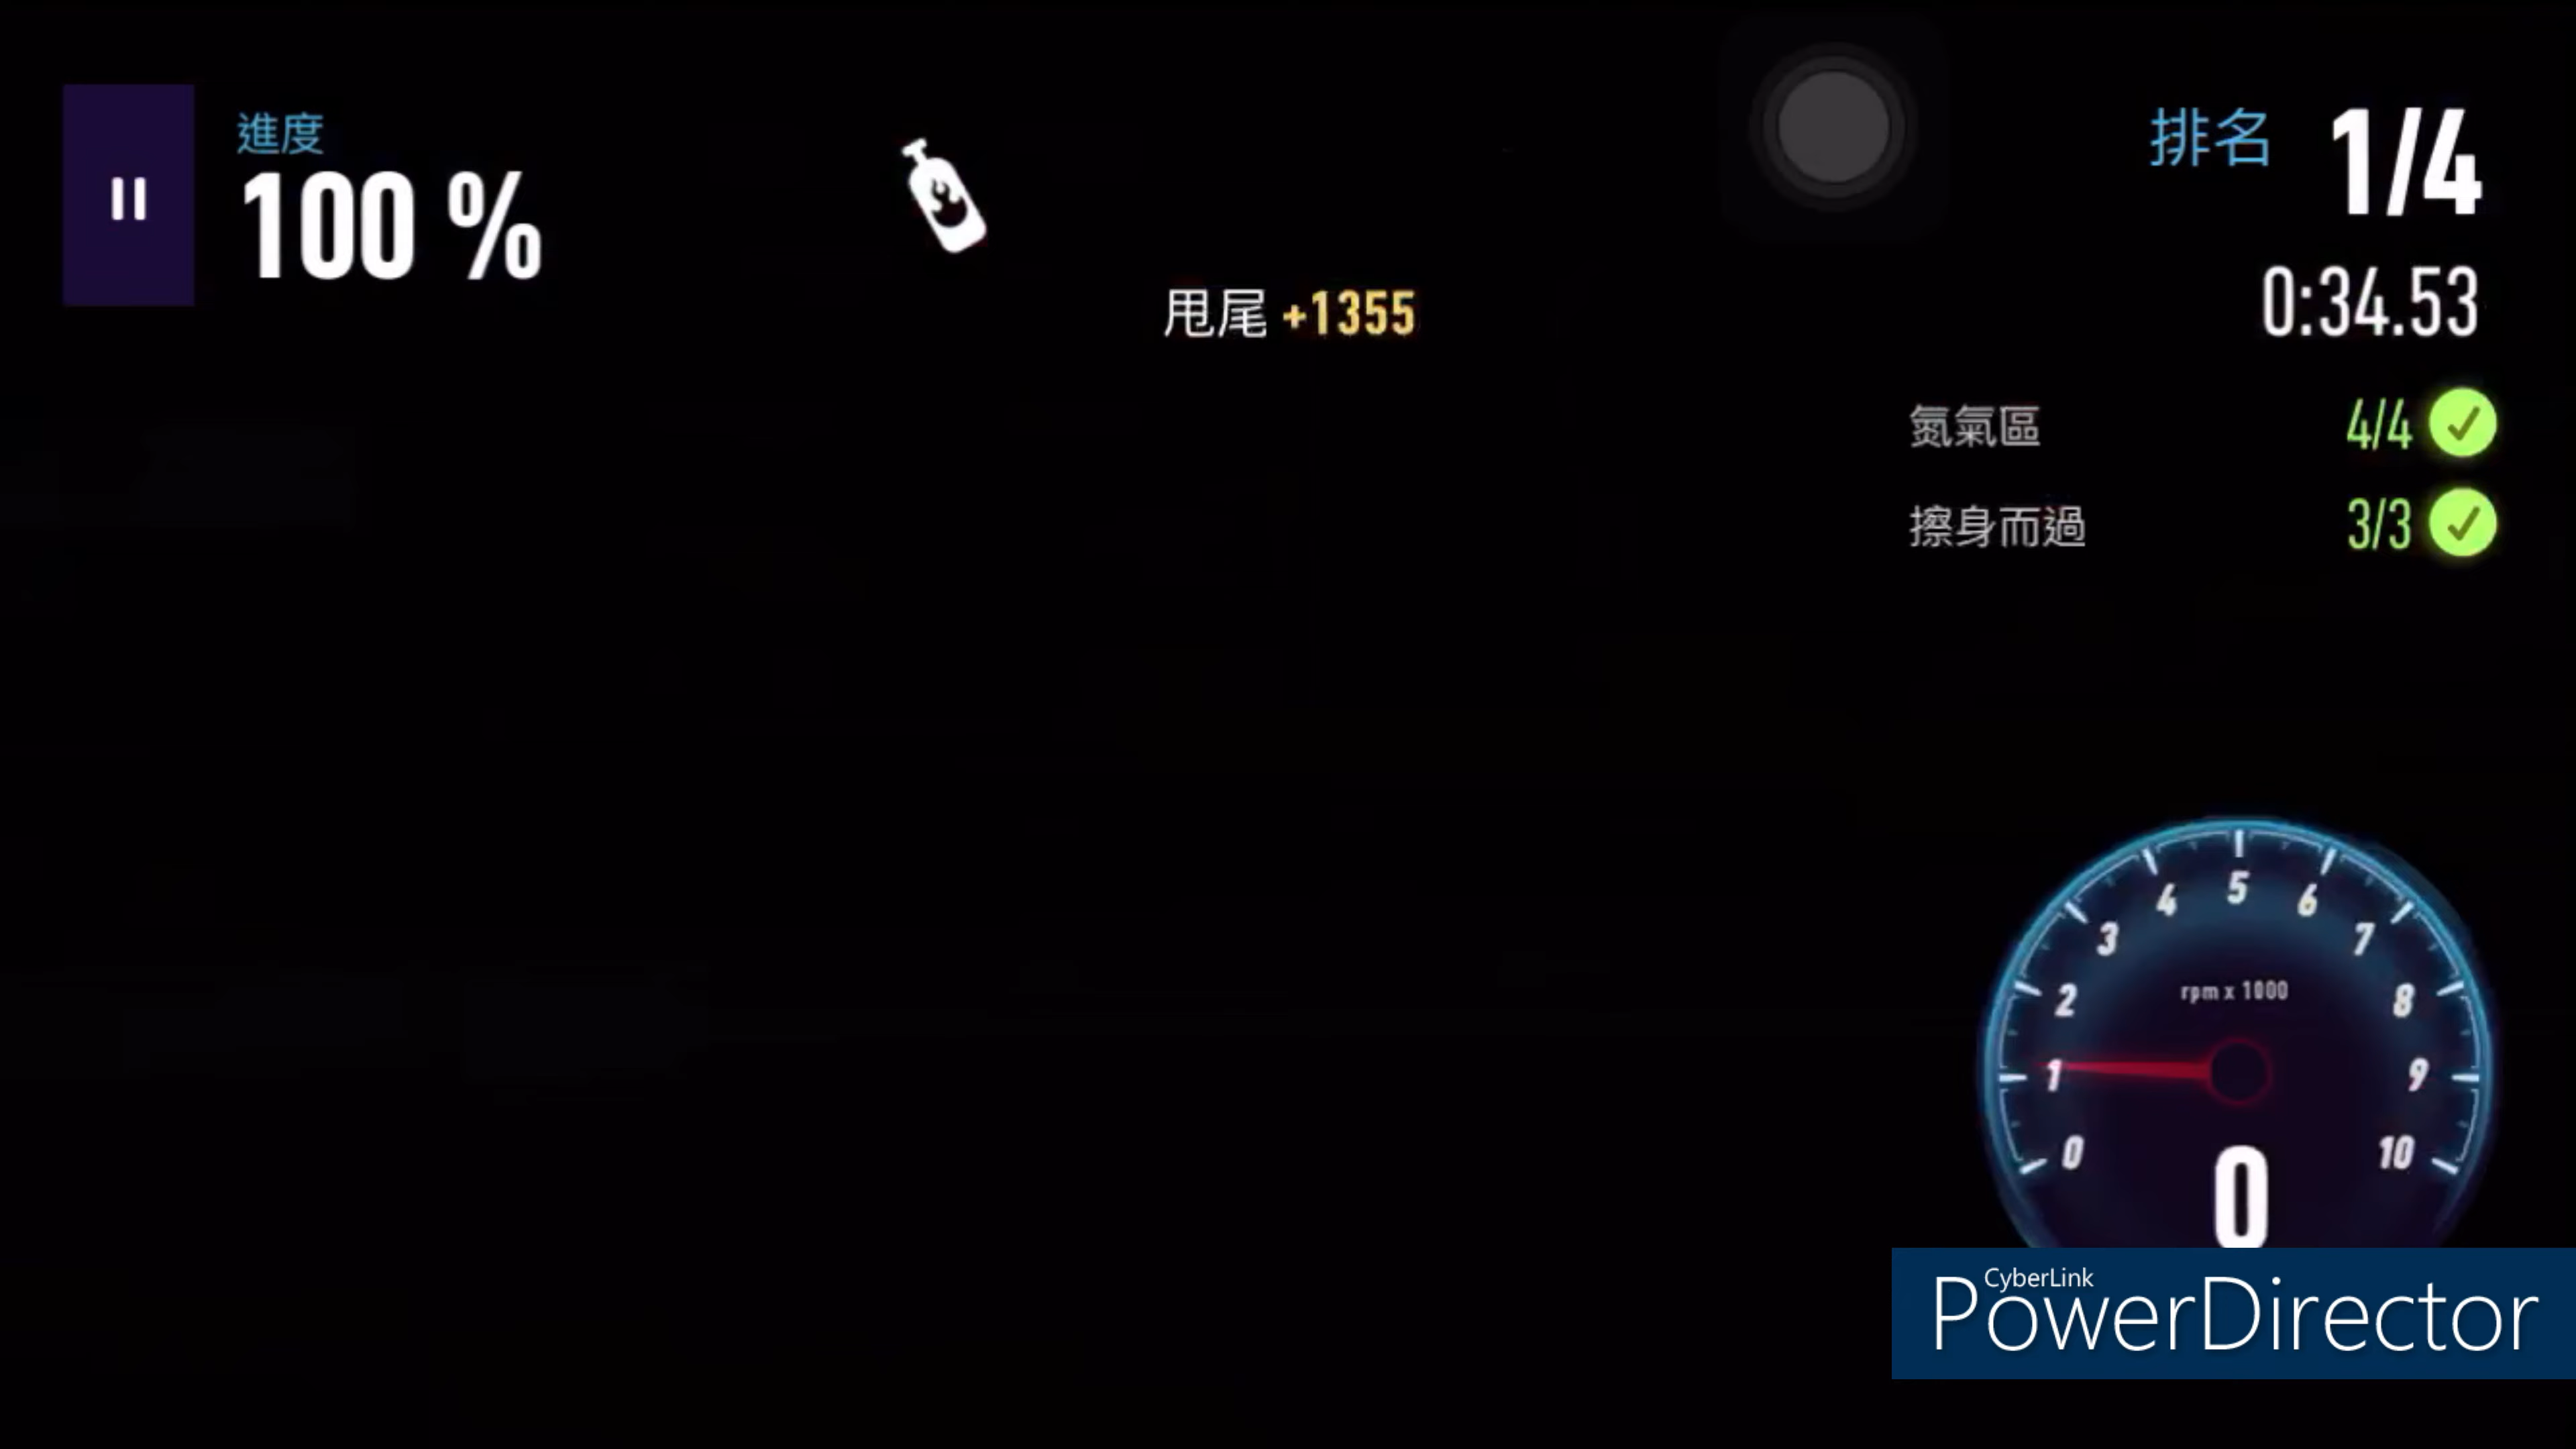 進度
100 %
排名 1/4
0:34.53
甩尾 +1355
氮氣區 4/4
擦身而過 3/3
0 1 2 3 4 5 6 7 8 9 10
rpm x 1000
0
CyberLink
PowerDirector